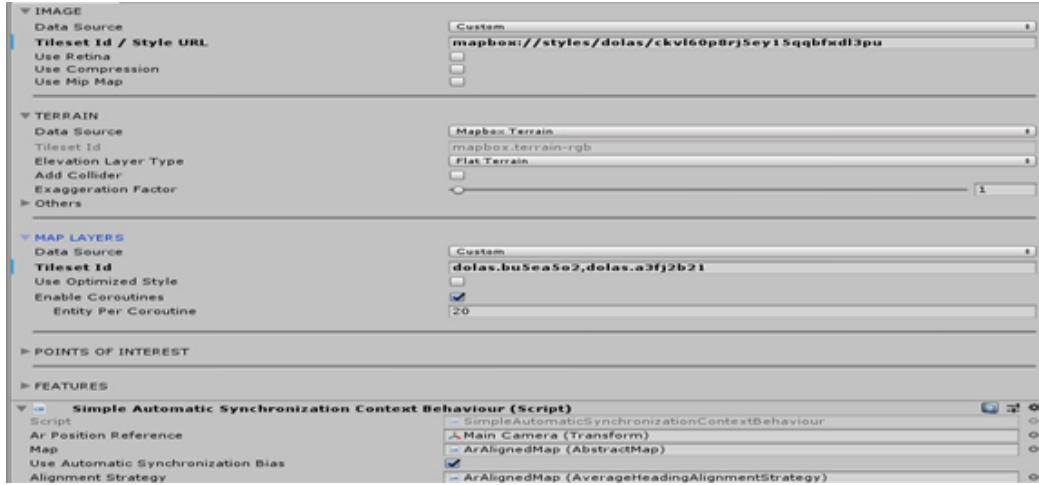 IMAGE
Data Source Custom
Tileset Id / Style URL mapbox://styles/dolas/ckvl60p8rj5ey15qqbfxdl3pu
Use Retina
Use Compression
Use Mip Map
TERRAIN
Data Source Mapbox Terrain
Tileset Id mapbox.terrain-rgb
Elevation Layer Type Flat Terrain
Add Collider
Exaggeration Factor 1
Others
MAP LAYERS
Data Source Custom
Tileset Id dolas.bu5ea5o2,dolas.a3fj2b21
Use Optimized Style
Enable Coroutines
Entity Per Coroutine 20
POINTS OF INTEREST
FEATURES
Simple Automatic Synchronization Context Behaviour (Script)
Script SimpleAutomaticSynchronizationContextBehaviour
Ar Position Reference Main Camera (Transform)
Map ArAlignedMap (AbstractMap)
Use Automatic Synchronization Bias
Alignment Strategy ArAlignedMap (AverageHeadingAlignmentStrategy)